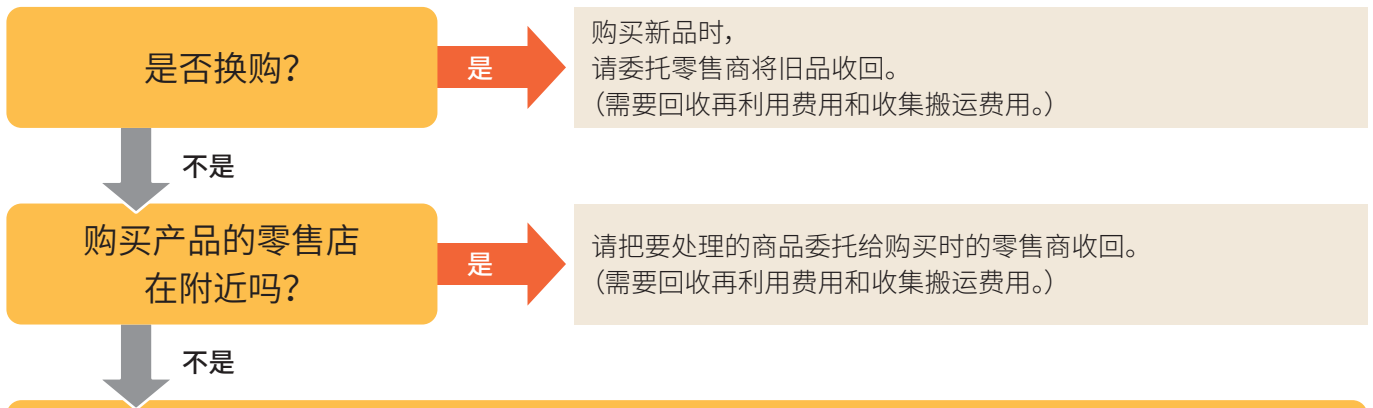 是否换购？
是
购买新品时，
请委托零售商将旧品收回。
（需要回收再利用费用和收集搬运费用。）
不是
购买产品的零售店
在附近吗？
是
请把要处理的商品委托给购买时的零售商收回。
（需要回收再利用费用和收集搬运费用。）
不是